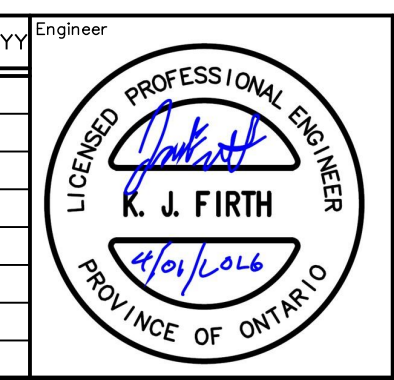 YY
Engineer
LICENSED PROFESSIONAL ENGINEER
K. J. FIRTH
4/01/2016
PROVINCE OF ONTARIO